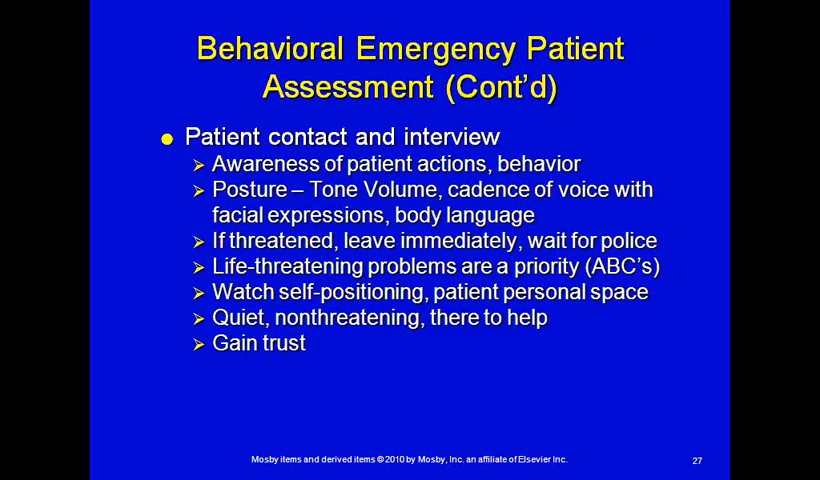 Behavioral Emergency Patient
Assessment (Cont’d)
Patient contact and interview
Awareness of patient actions, behavior
Posture – Tone Volume, cadence of voice with
facial expressions, body language
If threatened, leave immediately, wait for police
Life-threatening problems are a priority (ABC’s)
Watch self-positioning, patient personal space
Quiet, nonthreatening, there to help
Gain trust
Mosby items and derived items © 2010 by Mosby, Inc. an affiliate of Elsevier Inc.
27